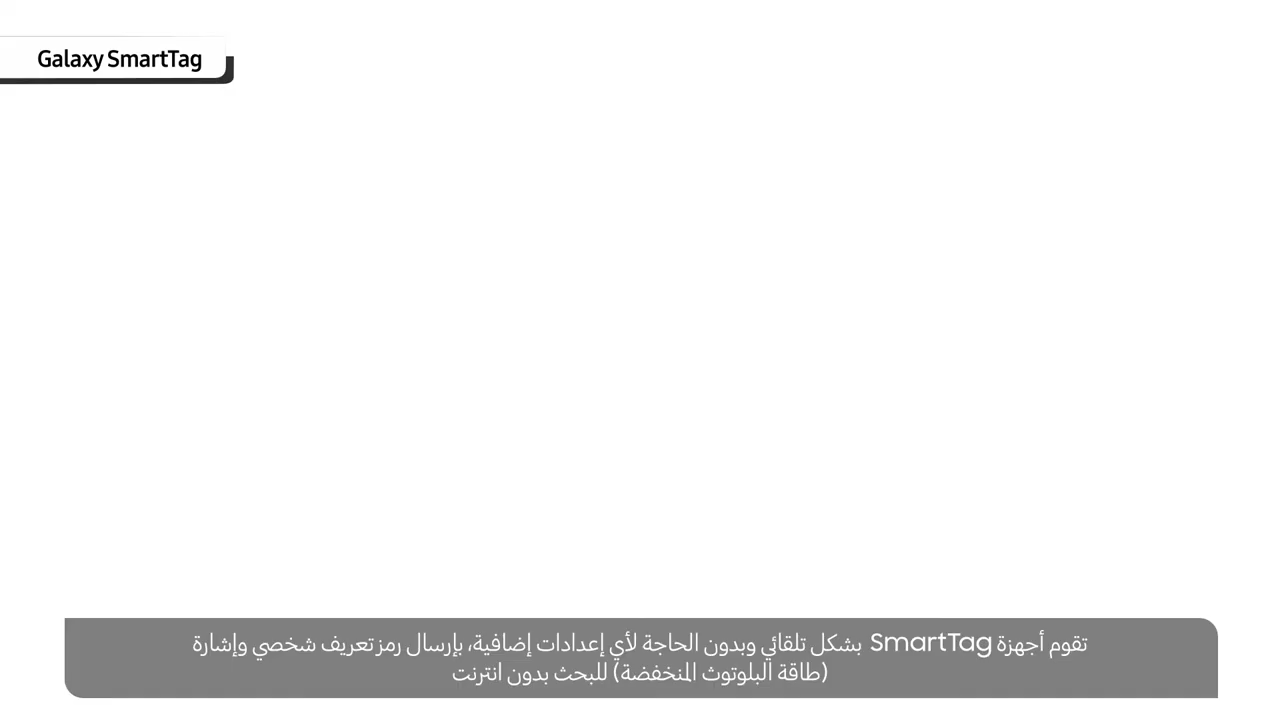 Galaxy SmartTag
تقوم أجهزة SmartTag بشكل تلقائي وبدون الحاجة لأي إعدادات إضافية، بإرسال رمز تعريف شخصي وإشارة
(طاقة البلوتوث المنخفضة) للبحث بدون انترنت